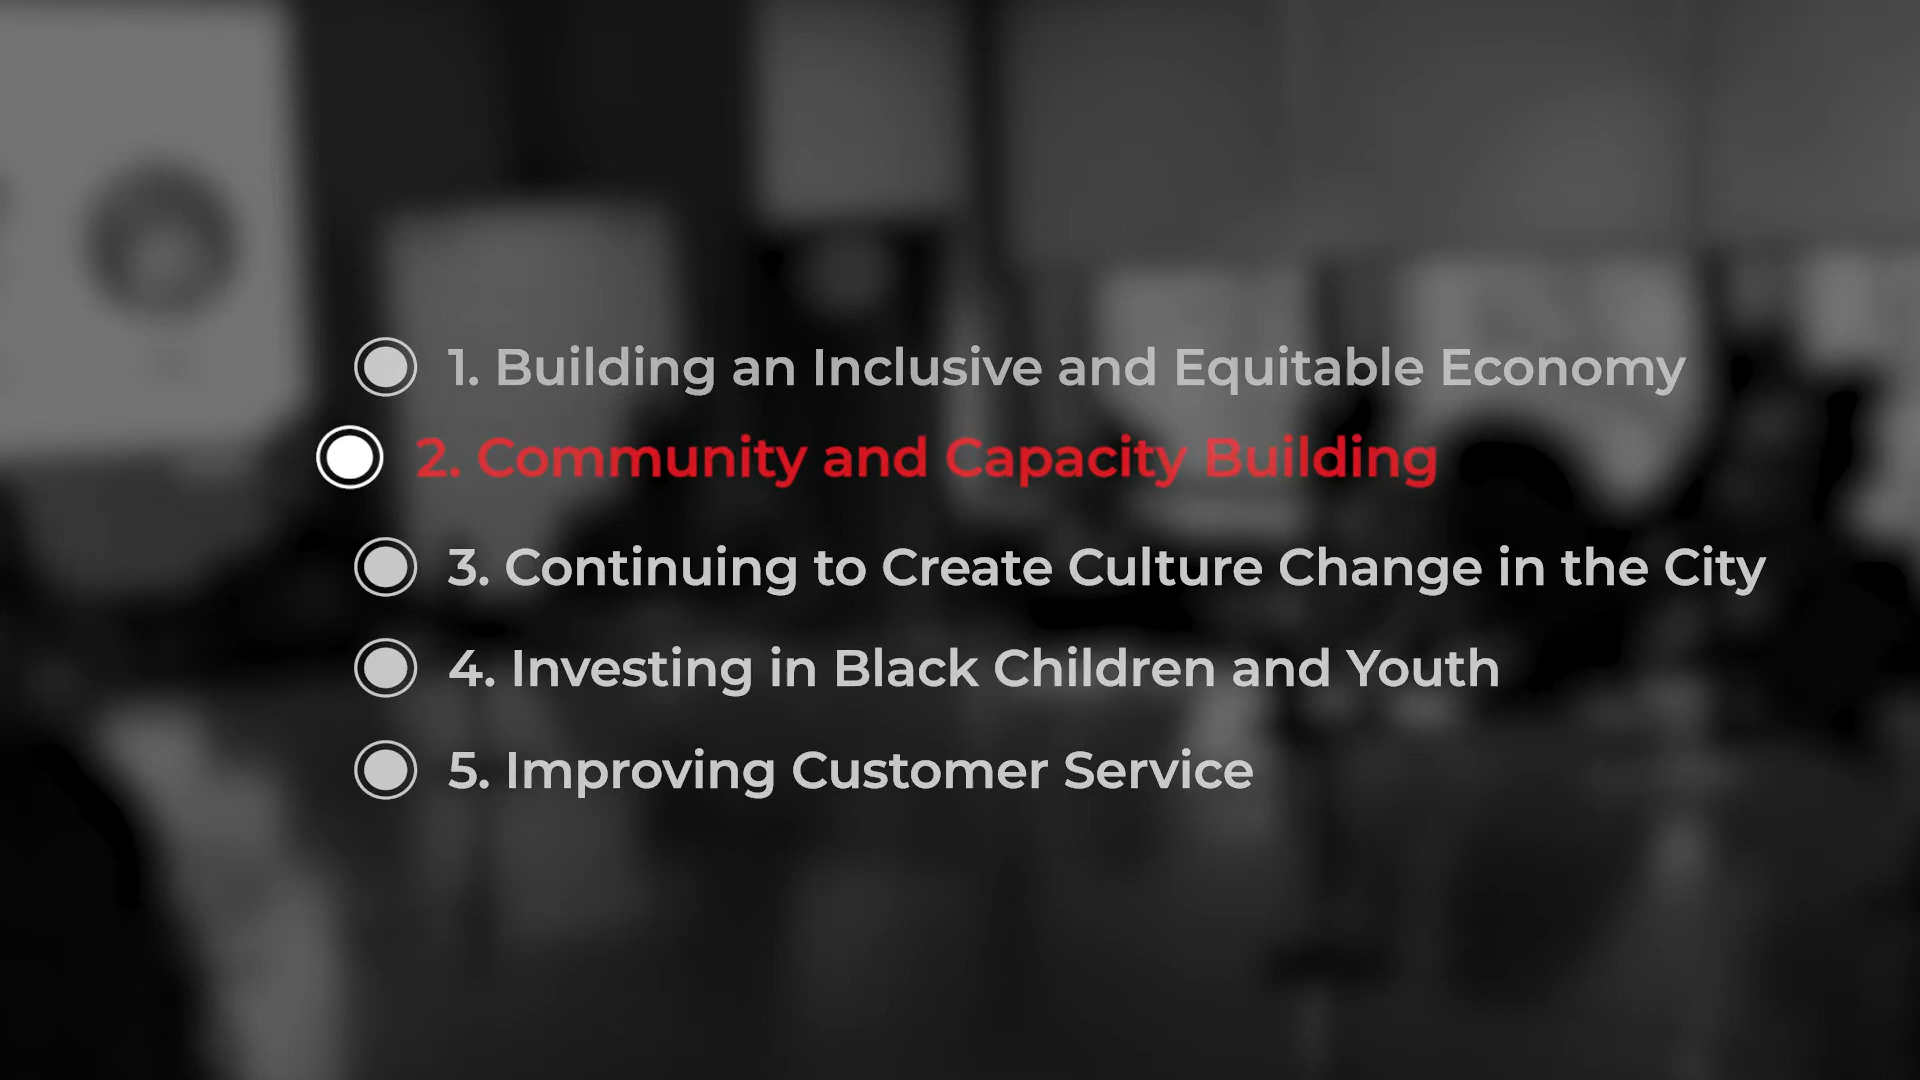 1. Building an Inclusive and Equitable Economy
2. Community and Capacity Building
3. Continuing to Create Culture Change in the City
4. Investing in Black Children and Youth
5. Improving Customer Service